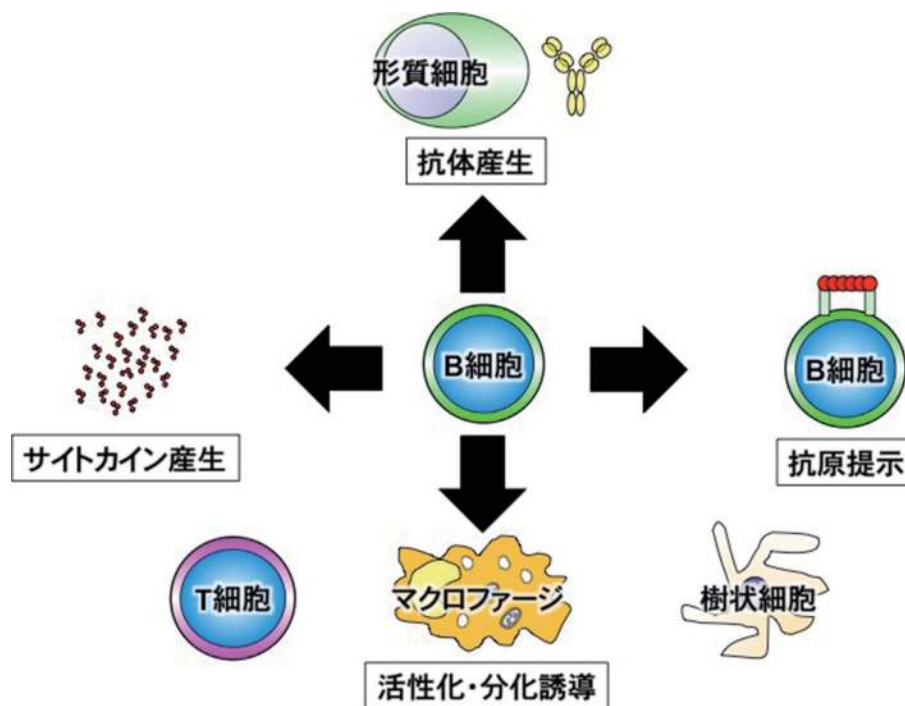 形質細胞
抗体産生
B細胞
B細胞
サイトカイン産生
抗原提示
T細胞
マクロファージ
樹状細胞
活性化・分化誘導